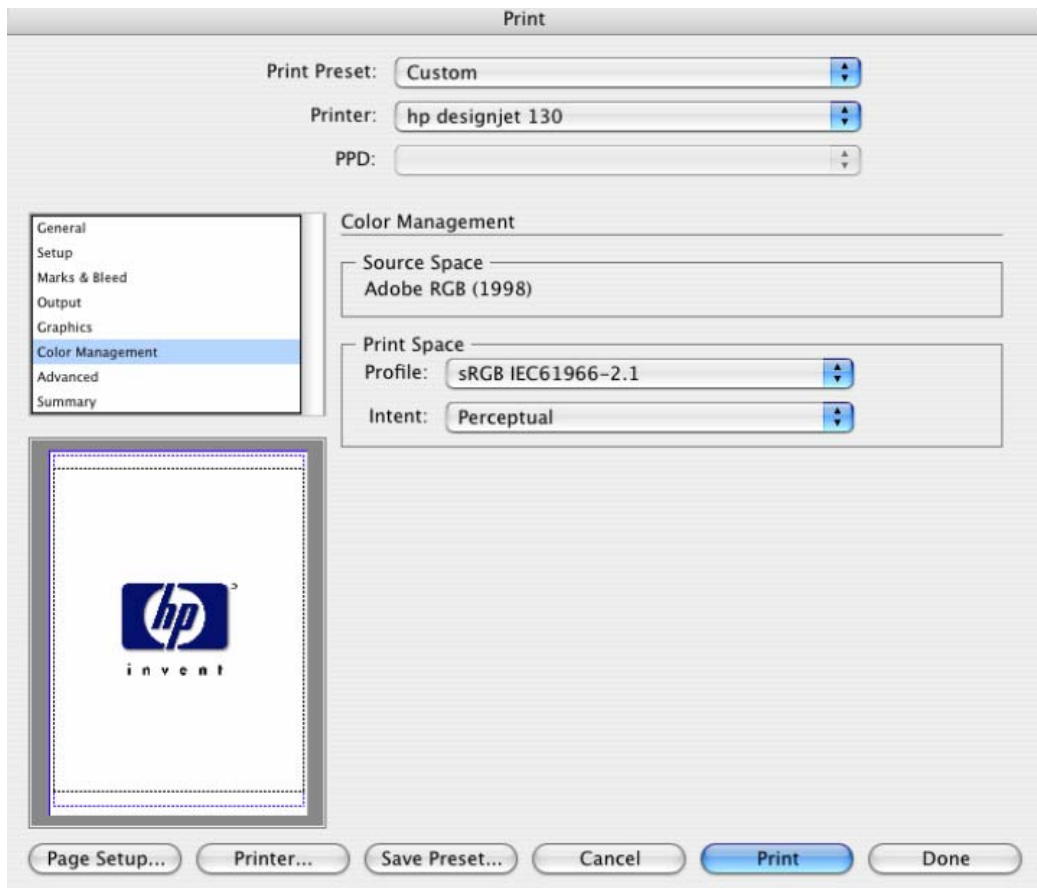 Print
Print Preset: Custom
Printer: hp designjet 130
PPD:
General
Setup
Marks & Bleed
Output
Graphics
Color Management
Advanced
Summary
Color Management
Source Space
Adobe RGB (1998)
Print Space
Profile: sRGB IEC61966-2.1
Intent: Perceptual
hp
invent
Page Setup... Printer... Save Preset... Cancel Print Done